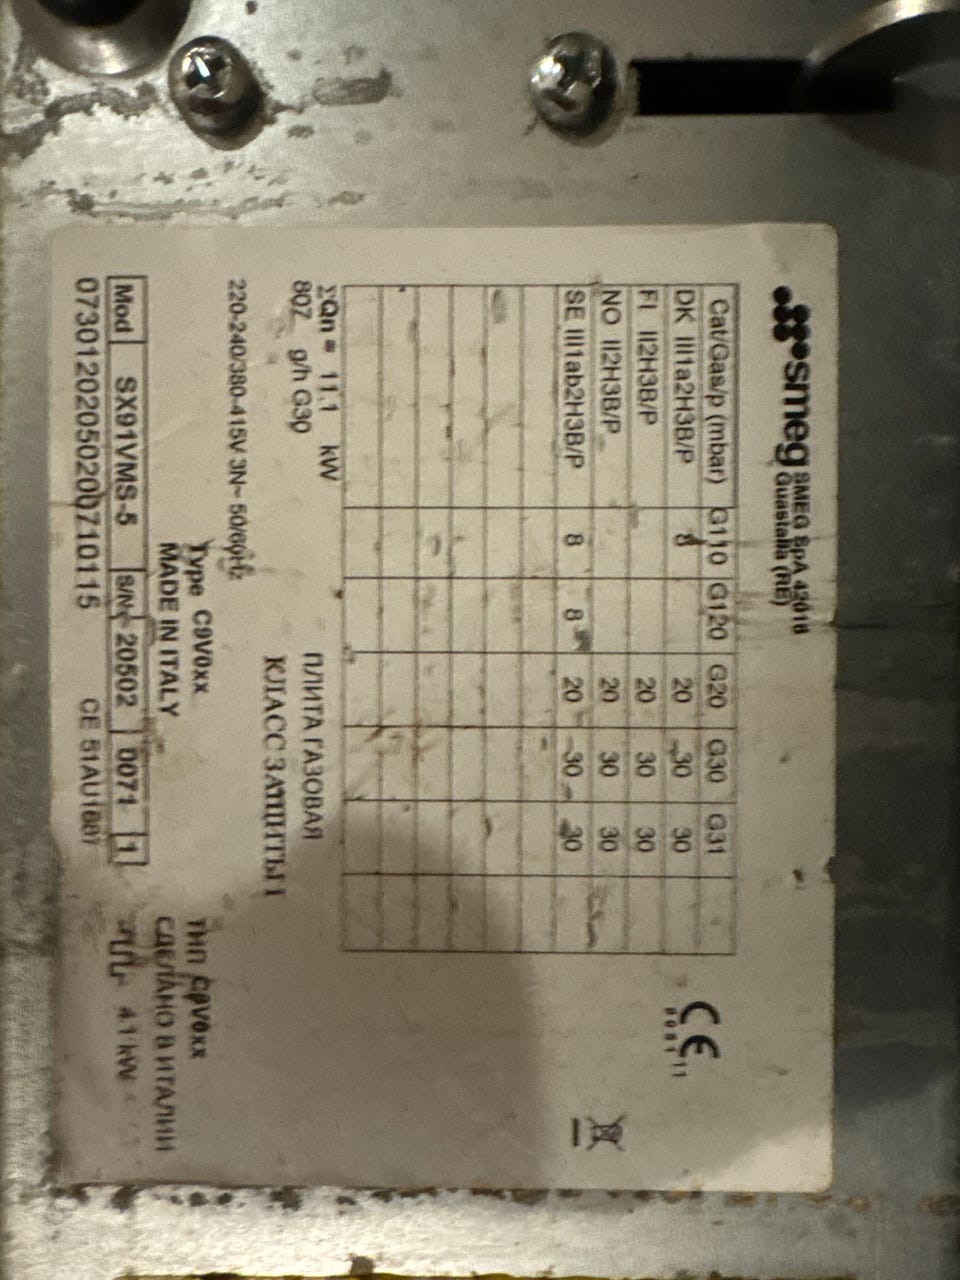 smeg SMEG SpA 42016
Guastalla (RE)
Cat/Gas/p (mbar) G110 G120 G20 G30 G31
DK III1a2H3B/P 8 20 30 30
FI II2H3B/P 20 30 30
NO II2H3B/P 20 30 30
SE III1ab2H3B/P 8 8 20 30 30
CE
ΣQn = 11.1 kW
807 g/h G30
ПЛИТА ГАЗОВАЯ
КЛАСС ЗАЩИТЫ I
220-240/380-415V 3N~ 50/60Hz
Type C9V0xx
MADE IN ITALY
ТИП C9V0xx
СДЕЛАНО В ИТАЛИИ
Mod SX91VMS-5 S/N 20502 0071 1
07301202050200710115
CE 51AU1887